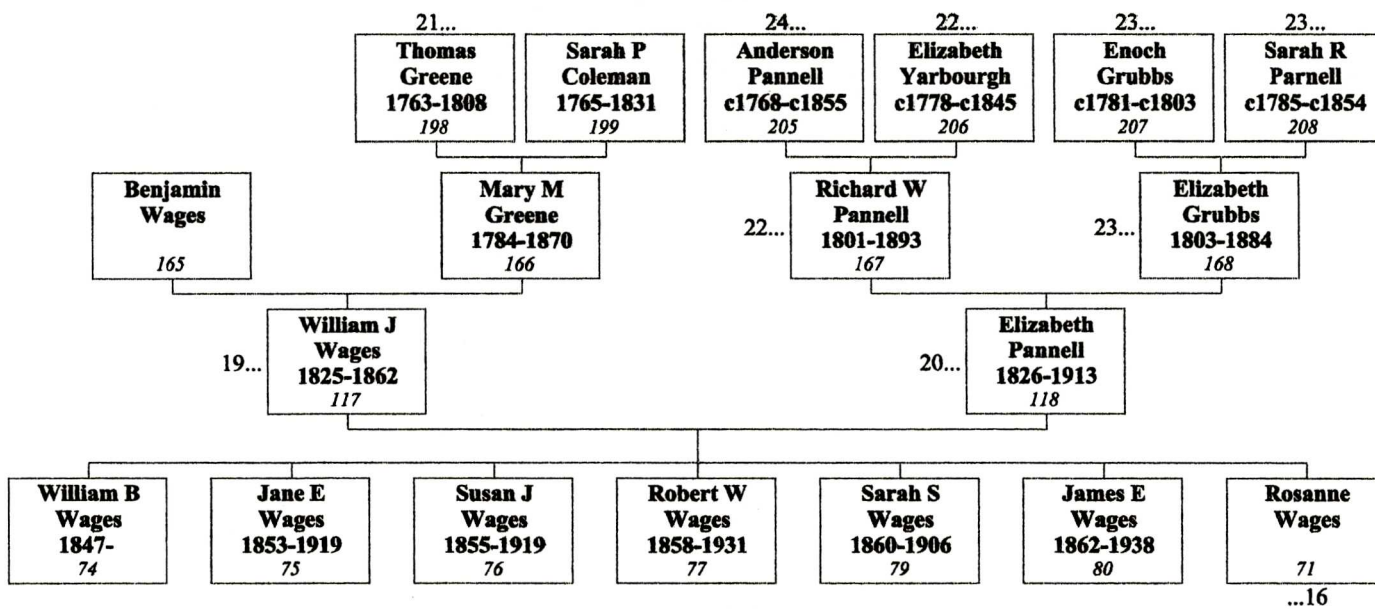 21...
Thomas
Greene
1763-1808
198
Sarah P
Coleman
1765-1831
199
24...
Anderson
Pannell
c1768-c1855
205
22...
Elizabeth
Yarbourgh
c1778-c1845
206
23...
Enoch
Grubbs
c1781-c1803
207
23...
Sarah R
Parnell
c1785-c1854
208
Benjamin
Wages
165
Mary M
Greene
1784-1870
166
22...
Richard W
Pannell
1801-1893
167
23...
Elizabeth
Grubbs
1803-1884
168
19...
William J
Wages
1825-1862
117
20...
Elizabeth
Pannell
1826-1913
118
William B
Wages
1847-
74
Jane E
Wages
1853-1919
75
Susan J
Wages
1855-1919
76
Robert W
Wages
1858-1931
77
Sarah S
Wages
1860-1906
79
James E
Wages
1862-1938
80
Rosanne
Wages
71
...16